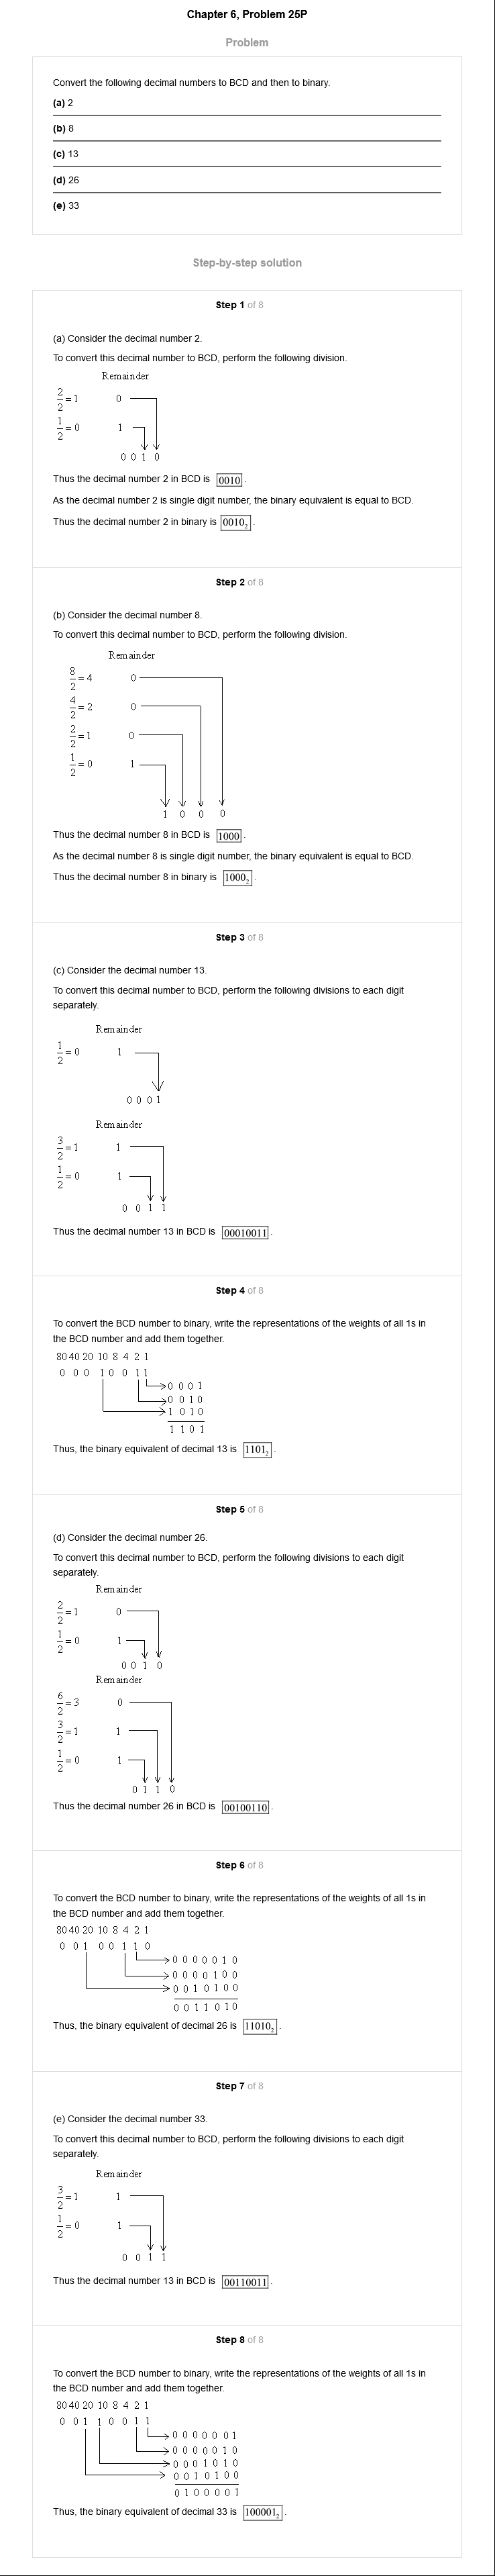 Chapter 6, Problem 25P
Problem
Convert the following decimal numbers to BCD and then to binary.
(a) 2
(b) 8
(c) 13
(d) 26
(e) 33
Step-by-step solution
Step 1 of 8
(a) Consider the decimal number 2.
To convert this decimal number to BCD, perform the following division.
Remainder
2/2 = 1 0
1/2 = 0 1
0 0 1 0
Thus the decimal number 2 in BCD is 0010.
As the decimal number 2 is single digit number, the binary equivalent is equal to BCD.
Thus the decimal number 2 in binary is 0010₂.
Step 2 of 8
(b) Consider the decimal number 8.
To convert this decimal number to BCD, perform the following division.
Remainder
8/2 = 4 0
4/2 = 2 0
2/2 = 1 0
1/2 = 0 1
1 0 0 0
Thus the decimal number 8 in BCD is 1000.
As the decimal number 8 is single digit number, the binary equivalent is equal to BCD.
Thus the decimal number 8 in binary is 1000₂.
Step 3 of 8
(c) Consider the decimal number 13.
To convert this decimal number to BCD, perform the following divisions to each digit
separately.
Remainder
1/2 = 0 1
0 0 0 1
Remainder
3/2 = 1 1
1/2 = 0 1
0 0 1 1
Thus the decimal number 13 in BCD is 00010011.
Step 4 of 8
To convert the BCD number to binary, write the representations of the weights of all 1s in
the BCD number and add them together.
80 40 20 10 8 4 2 1
0 0 0 1 0 0 1 1
0 0 0 1
0 0 1 0
1 0 1 0
1 1 0 1
Thus, the binary equivalent of decimal 13 is 1101₂.
Step 5 of 8
(d) Consider the decimal number 26.
To convert this decimal number to BCD, perform the following divisions to each digit
separately.
Remainder
2/2 = 1 0
1/2 = 0 1
0 0 1 0
Remainder
6/2 = 3 0
3/2 = 1 1
1/2 = 0 1
0 1 1 0
Thus the decimal number 26 in BCD is 00100110.
Step 6 of 8
To convert the BCD number to binary, write the representations of the weights of all 1s in
the BCD number and add them together.
80 40 20 10 8 4 2 1
0 0 1 0 0 1 1 0
0 0 0 0 0 1 0
0 0 0 0 1 0 0
0 0 1 0 1 0 0
0 0 1 1 0 1 0
Thus, the binary equivalent of decimal 26 is 11010₂.
Step 7 of 8
(e) Consider the decimal number 33.
To convert this decimal number to BCD, perform the following divisions to each digit
separately.
Remainder
3/2 = 1 1
1/2 = 0 1
0 0 1 1
Thus the decimal number 13 in BCD is 00110011.
Step 8 of 8
To convert the BCD number to binary, write the representations of the weights of all 1s in
the BCD number and add them together.
80 40 20 10 8 4 2 1
0 0 1 1 0 0 1 1
0 0 0 0 0 0 1
0 0 0 0 0 1 0
0 0 0 1 0 1 0
0 0 1 0 1 0 0
0 1 0 0 0 0 1
Thus, the binary equivalent of decimal 33 is 100001₂.